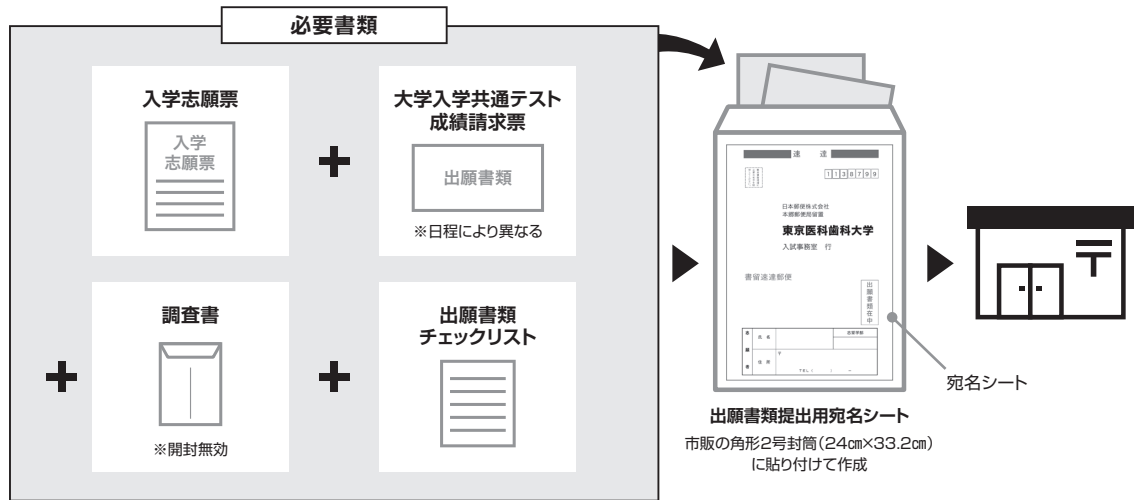 必要書類
入学志願票
入学
志願票
大学入学共通テスト
成績請求票
出願書類
※日程により異なる
調査書
※開封無効
出願書類
チェックリスト
速 達
1138799
日本郵便株式会社
本郷郵便局留置
東京医科歯科大学
入試事務室 行
書留速達郵便
出願書類在中
志願者
氏 名
志望学部
住 所
〒
TEL ( ) －
宛名シート
出願書類提出用宛名シート
市販の角形2号封筒(24㎝×33.2㎝)
に貼り付けて作成
〒